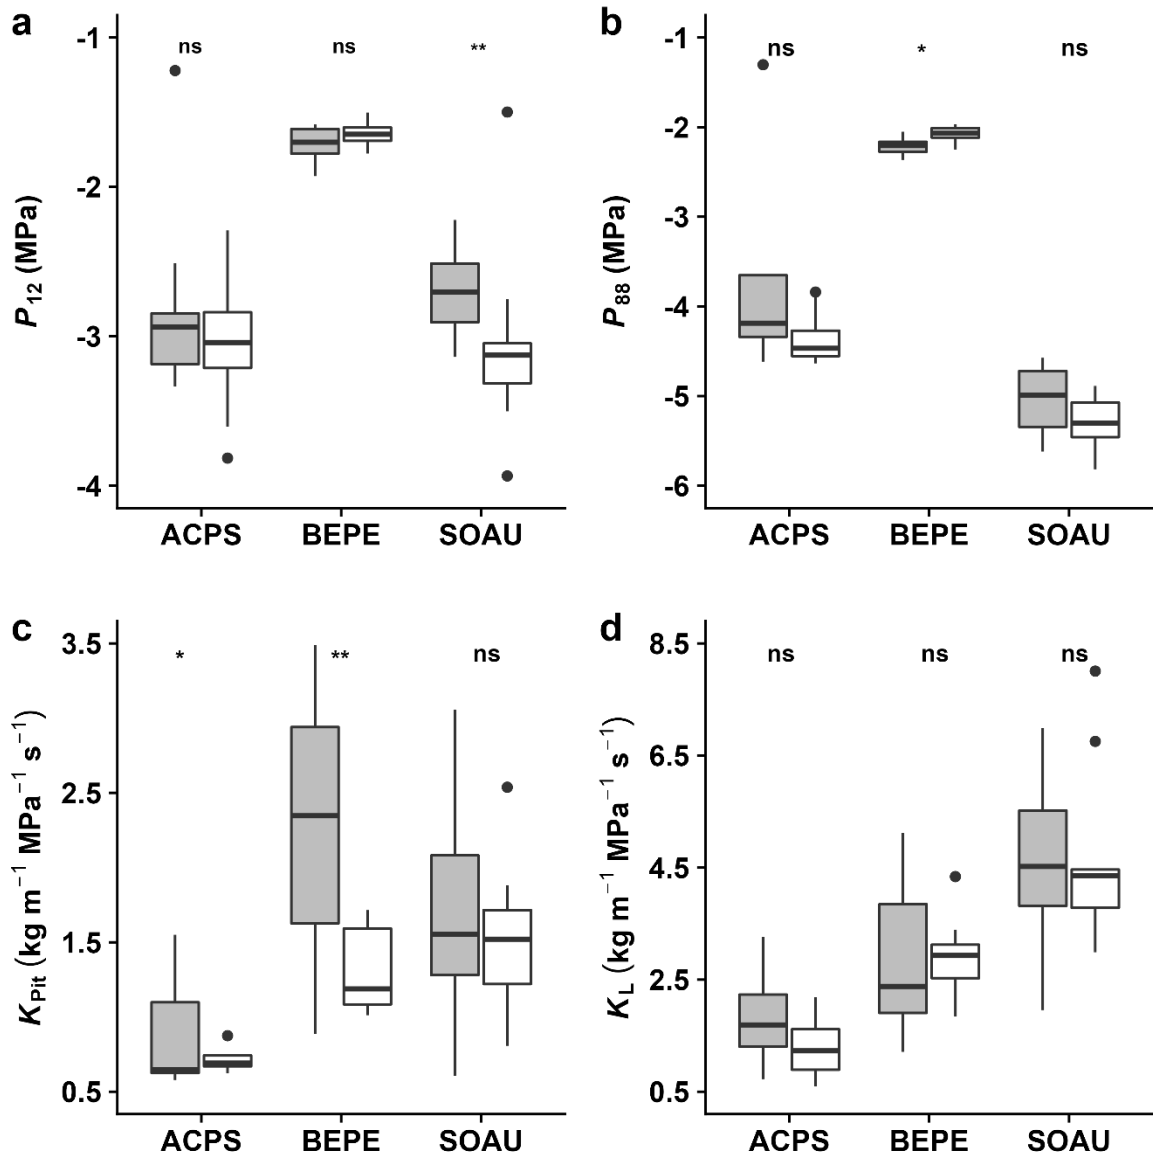 a
ns
ns
**
-1
-2
-3
-4
P12 (MPa)
ACPS
BEPE
SOAU
b
ns
*
ns
-1
-2
-3
-4
-5
-6
P88 (MPa)
ACPS
BEPE
SOAU
c
*
**
ns
3.5
2.5
1.5
0.5
KPit (kg m−1 MPa−1 s−1)
ACPS
BEPE
SOAU
d
ns
ns
ns
8.5
6.5
4.5
2.5
0.5
KL (kg m−1 MPa−1 s−1)
ACPS
BEPE
SOAU